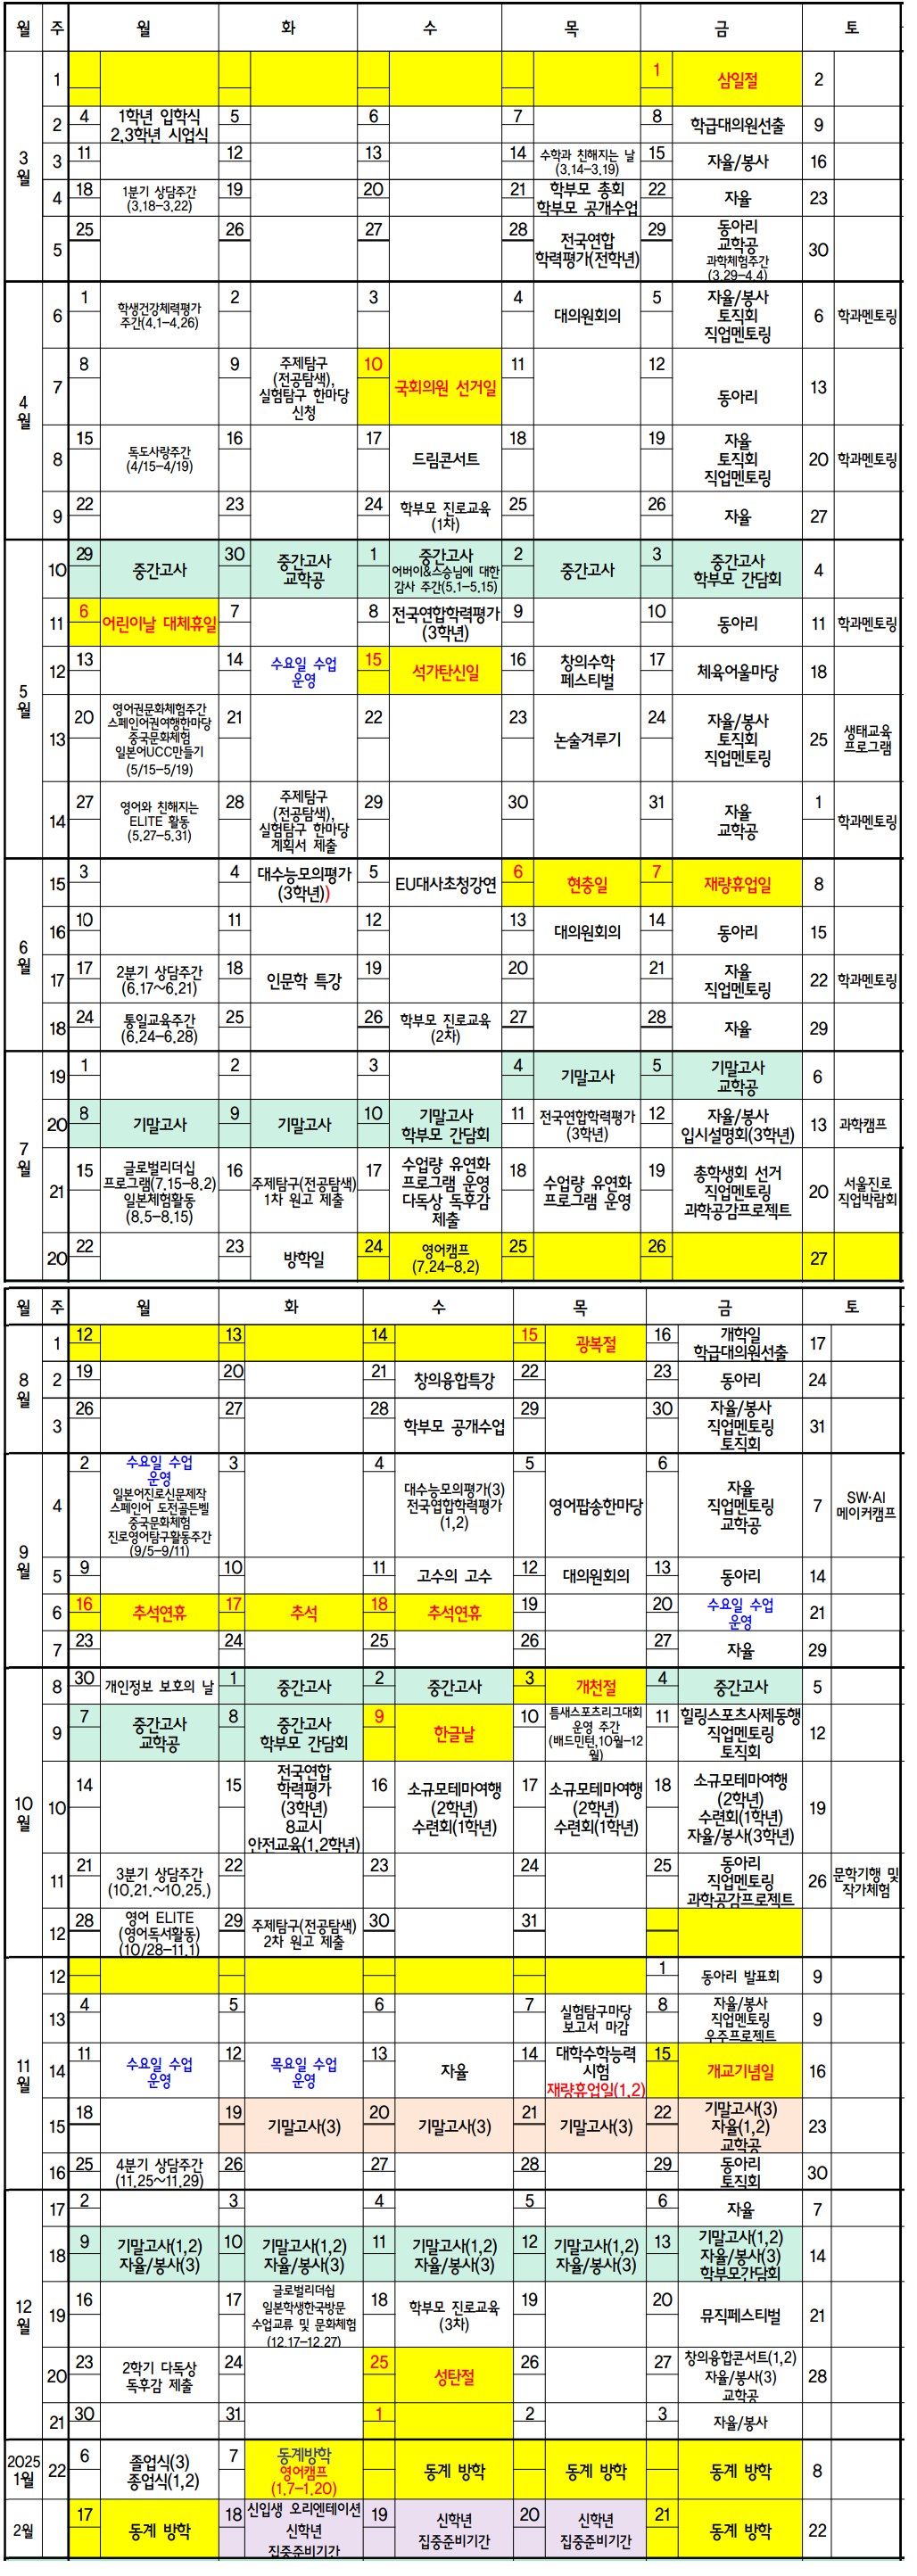 월 주 월 화 수 목 금 토
3월
1 1 삼일절 2
2 4 1학년 입학식 5 6 7 8 학급대의원선출 9
2,3학년 시업식
3 11 12 13 14 수학과 친해지는 날 15 자율/봉사 16
(3.14-3.19)
4 18 1분기 상담주간 19 20 21 학부모 총회 22 자율 23
(3.18-3.22) 학부모 공개수업
5 25 26 27 28 전국연합 29 동아리 30
학력평가(전학년) 교학공
과학체험주간
(3.29-4.4)
4월
6 1 학생건강체력평가 2 3 4 대의원회의 5 자율/봉사 6 학과멘토링
주간(4.1-4.26) 토직회
직업멘토링
7 8 9 주제탐구 10 국회의원 선거일 11 12 동아리 13
(전공탐색),
실험탐구 한마당
신청
8 15 독도사랑주간 16 17 드림콘서트 18 19 자율 20 학과멘토링
(4/15-4/19) 토직회
직업멘토링
9 22 23 24 학부모 진로교육 25 26 자율 27
(1차)
5월
10 29 중간고사 30 중간고사 1 중간고사 2 중간고사 3 중간고사 4
교학공 어버이&스승님에 대한 학부모 간담회
감사 주간(5.1-5.15)
11 6 어린이날 대체휴일 7 8 전국연합학력평가 9 10 동아리 11 학과멘토링
(3학년)
12 13 14 수요일 수업 15 석가탄신일 16 창의수학 17 체육어울마당 18
운영 페스티벌
13 20 영어권문화체험주간 21 22 23 논술겨루기 24 자율/봉사 25 생태교육
스페인어권여행한마당 토직회 프로그램
중국문화체험 직업멘토링
일본어UCC만들기
(5/15-5/19)
14 27 영어와 친해지는 28 주제탐구 29 30 31 자율 1 학과멘토링
ELITE 활동 (전공탐색), 교학공
(5.27-5.31) 실험탐구 한마당
계획서 제출
6월
15 3 4 대수능모의평가 5 EU대사초청강연 6 현충일 7 재량휴업일 8
(3학년))
16 10 11 12 13 대의원회의 14 동아리 15
17 17 2분기 상담주간 18 인문학 특강 19 20 21 자율 22 학과멘토링
(6.17~6.21) 직업멘토링
18 24 통일교육주간 25 26 학부모 진로교육 27 28 자율 29
(6.24-6.28) (2차)
7월
19 1 2 3 4 기말고사 5 기말고사 6
교학공
20 8 기말고사 9 기말고사 10 기말고사 11 전국연합학력평가 12 자율/봉사 13 과학캠프
학부모 간담회 (3학년) 입시설명회(3학년)
21 15 글로벌리더십 16 주제탐구(전공탐색) 17 수업량 유연화 18 수업량 유연화 19 총학생회 선거 20 서울진로
프로그램(7.15-8.2) 1차 원고 제출 프로그램 운영 프로그램 운영 직업멘토링 직업박람회
일본체험활동 다독상 독후감 과학공감프로젝트
(8.5-8.15) 제출
20 22 23 방학일 24 영어캠프 25 26 27
(7.24-8.2)
월 주 월 화 수 목 금 토
8월
1 12 13 14 15 광복절 16 개학일 17
학급대의원선출
2 19 20 21 창의융합특강 22 23 동아리 24
3 26 27 28 학부모 공개수업 29 30 자율/봉사 31
직업멘토링
토직회
9월
4 2 수요일 수업 3 4 대수능모의평가(3) 5 영어팝송한마당 6 자율 7 SW·AI
운영 전국연합학력평가 직업멘토링 메이커캠프
일본어진로신문제작 (1,2) 교학공
스페인어 도전골든벨
중국문화체험
진로영어탐구활동주간
(9/5-9/11)
5 9 10 11 고수의 고수 12 대의원회의 13 동아리 14
6 16 추석연휴 17 추석 18 추석연휴 19 20 수요일 수업 21
운영
7 23 24 25 26 27 자율 29
10월
8 30 개인정보 보호의 날 1 중간고사 2 중간고사 3 개천절 4 중간고사 5
9 7 중간고사 8 중간고사 9 한글날 10 틈새스포츠리그대회 11 힐링스포츠사제동행 12
교학공 학부모 간담회 운영 주간 직업멘토링
(배드민턴,10월-12 토직회
월)
10 14 15 전국연합 16 소규모테마여행 17 소규모테마여행 18 소규모테마여행 19
학력평가 (2학년) (2학년) (2학년)
(3학년) 수련회(1학년) 수련회(1학년) 수련회(1학년)
8교시 자율/봉사(3학년)
안전교육(1,2학년)
11 21 3분기 상담주간 22 23 24 25 동아리 26 문학기행 및
(10.21.~10.25.) 직업멘토링 작가체험
과학공감프로젝트
12 28 영어 ELITE 29 주제탐구(전공탐색) 30 31
(영어독서활동) 2차 원고 제출
(10/28-11.1)
11월
12 1 동아리 발표회 9
13 4 5 6 7 실험탐구마당 8 자율/봉사 9
보고서 마감 직업멘토링
우주프로젝트
14 11 수요일 수업 12 목요일 수업 13 자율 14 대학수학능력 15 개교기념일 16
운영 운영 시험
재량휴업일(1,2)
15 18 19 기말고사(3) 20 기말고사(3) 21 기말고사(3) 22 기말고사(3) 23
자율(1,2)
교학공
16 25 4분기 상담주간 26 27 28 29 동아리 30
(11.25~11.29) 토직회
12월
17 2 3 4 5 6 자율 7
18 9 기말고사(1,2) 10 기말고사(1,2) 11 기말고사(1,2) 12 기말고사(1,2) 13 기말고사(1,2) 14
자율/봉사(3) 자율/봉사(3) 자율/봉사(3) 자율/봉사(3) 자율/봉사(3)
학부모간담회
19 16 17 글로벌리더쉽 18 학부모 진로교육 19 20 뮤직페스티벌 21
일본학생한국방문 (3차)
수업교류 및 문화체험
(12.17-12.27)
20 23 2학기 다독상 24 25 성탄절 26 27 창의융합콘서트(1,2) 28
독후감 제출 자율/봉사(3)
교학공
21 30 31 1 2 3 자율/봉사
2025
1월
22 6 졸업식(3) 7 동계방학 동계 방학 동계 방학 동계 방학 8
종업식(1,2) 영어캠프
(1.7-1.20)
2월
17 동계 방학 18 신입생 오리엔테이션 19 신학년 20 신학년 21 동계 방학 22
신학년 집중준비기간 집중준비기간
집중준비기간